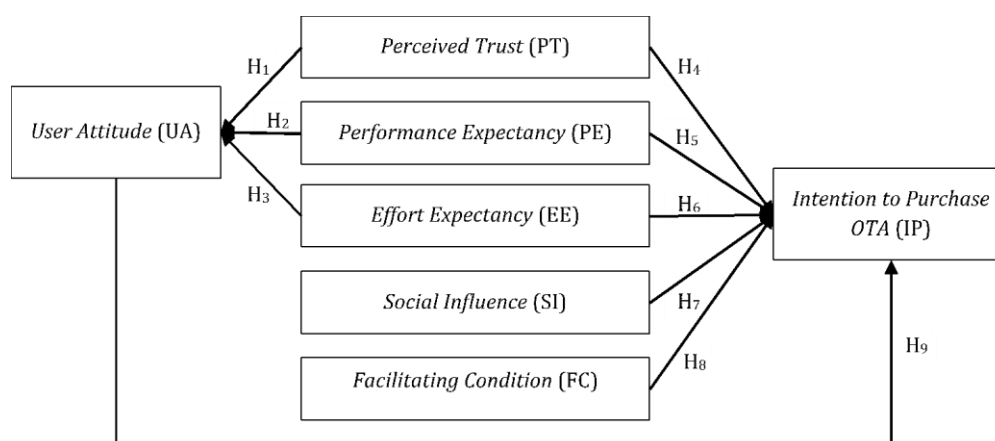 Perceived Trust (PT)
H1
H4
User Attitude (UA)
H2
Performance Expectancy (PE)
H5
H3
Effort Expectancy (EE)
H6
Intention to Purchase
OTA (IP)
Social Influence (SI)
H7
Facilitating Condition (FC)
H8
H9